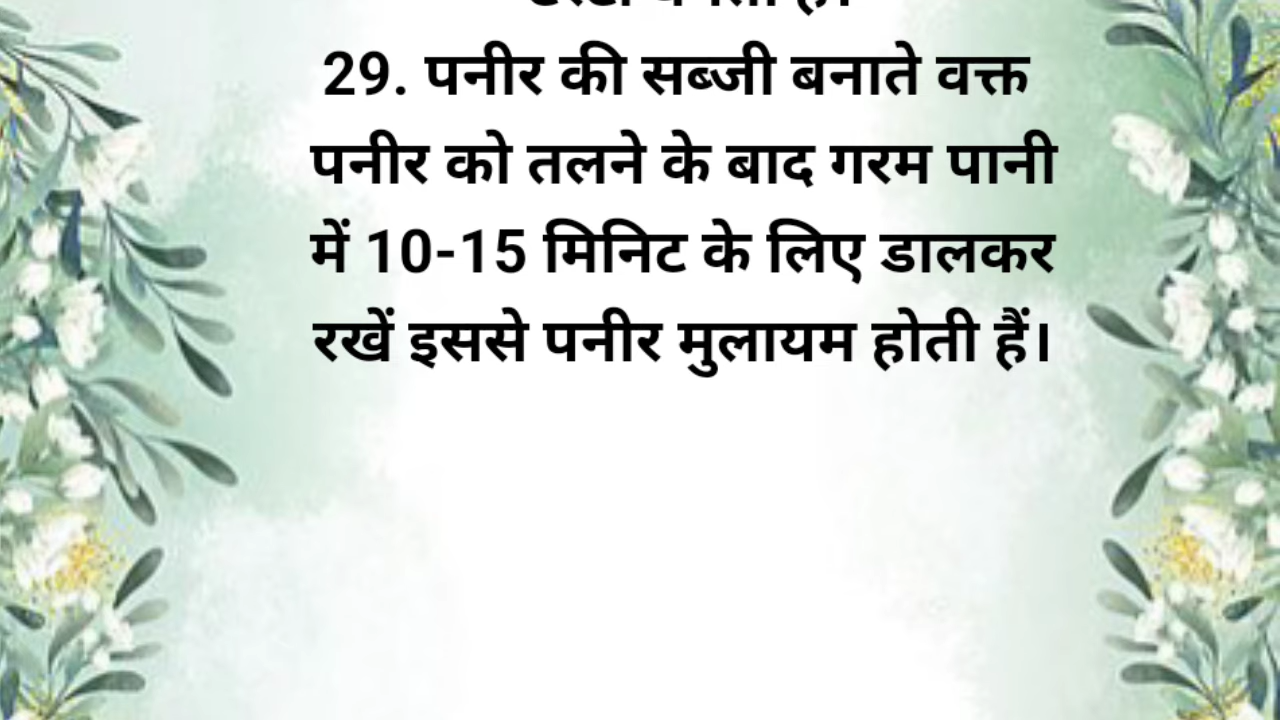 29. पनीर की सब्जी बनाते वक्त
पनीर को तलने के बाद गरम पानी
में 10-15 मिनिट के लिए डालकर
रखें इससे पनीर मुलायम होती हैं।